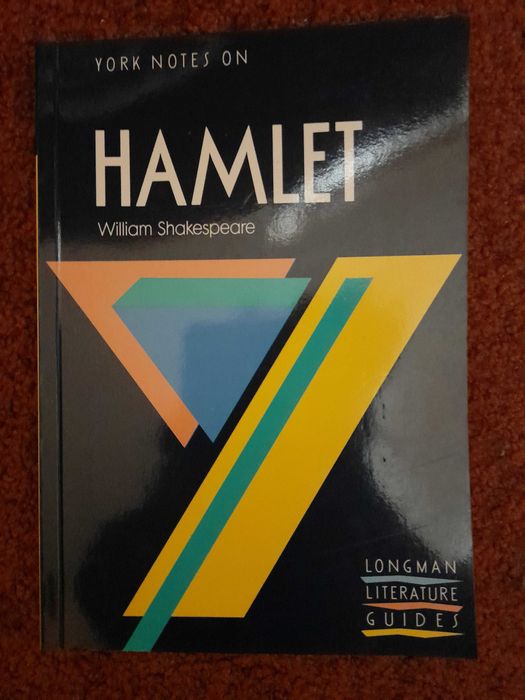 YORK NOTES ON
HAMLET
William Shakespeare
LONGMAN
LITERATURE
GUIDES